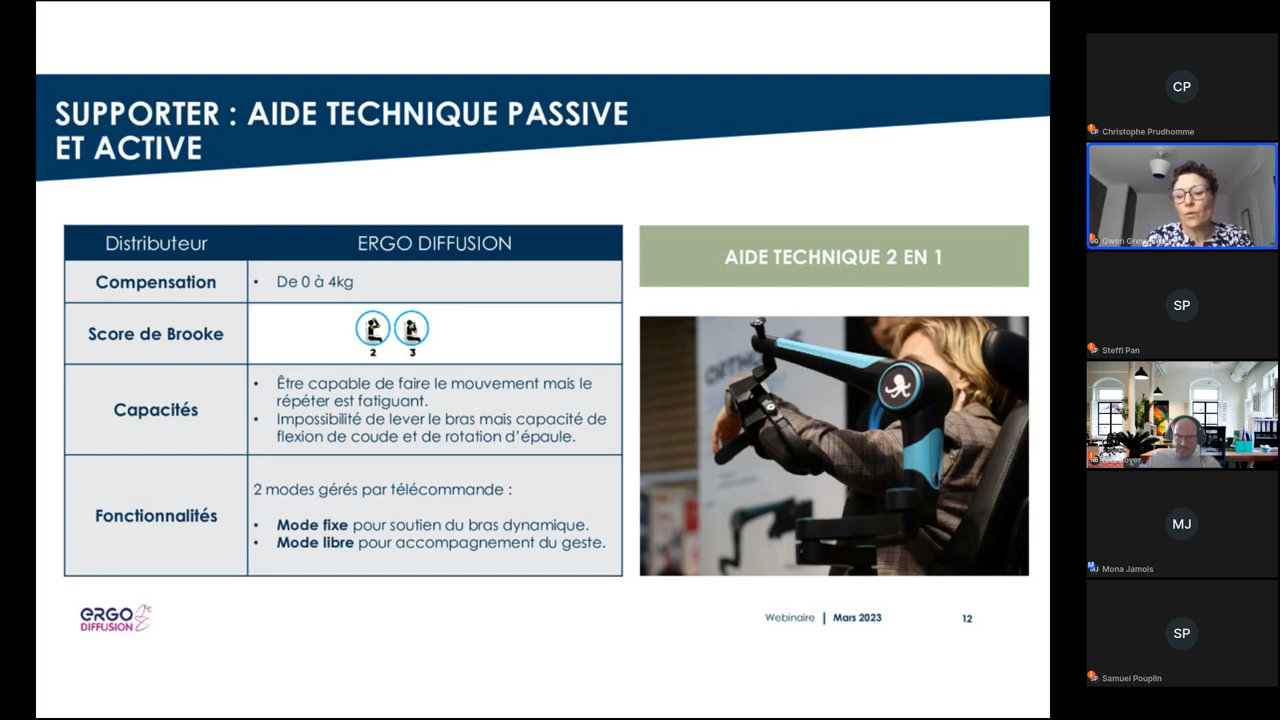 SUPPORTER : AIDE TECHNIQUE PASSIVE
ET ACTIVE
Distributeur
ERGO DIFFUSION
Compensation
• De 0 à 4kg
Score de Brooke
2
3
Capacités
• Être capable de faire le mouvement mais le
répéter est fatiguant.
• Impossibilité de lever le bras mais capacité de
flexion de coude et de rotation d'épaule.
Fonctionnalités
2 modes gérés par télécommande :
• Mode fixe pour soutien du bras dynamique.
• Mode libre pour accompagnement du geste.
AIDE TECHNIQUE 2 EN 1
ERGO
DIFFUSION
Webinaire | Mars 2023
12
CP
Christophe Prudhomme
Gwen
SP
Steffi Pan
MJ
Mona Jamois
SP
Samuel Pouplin